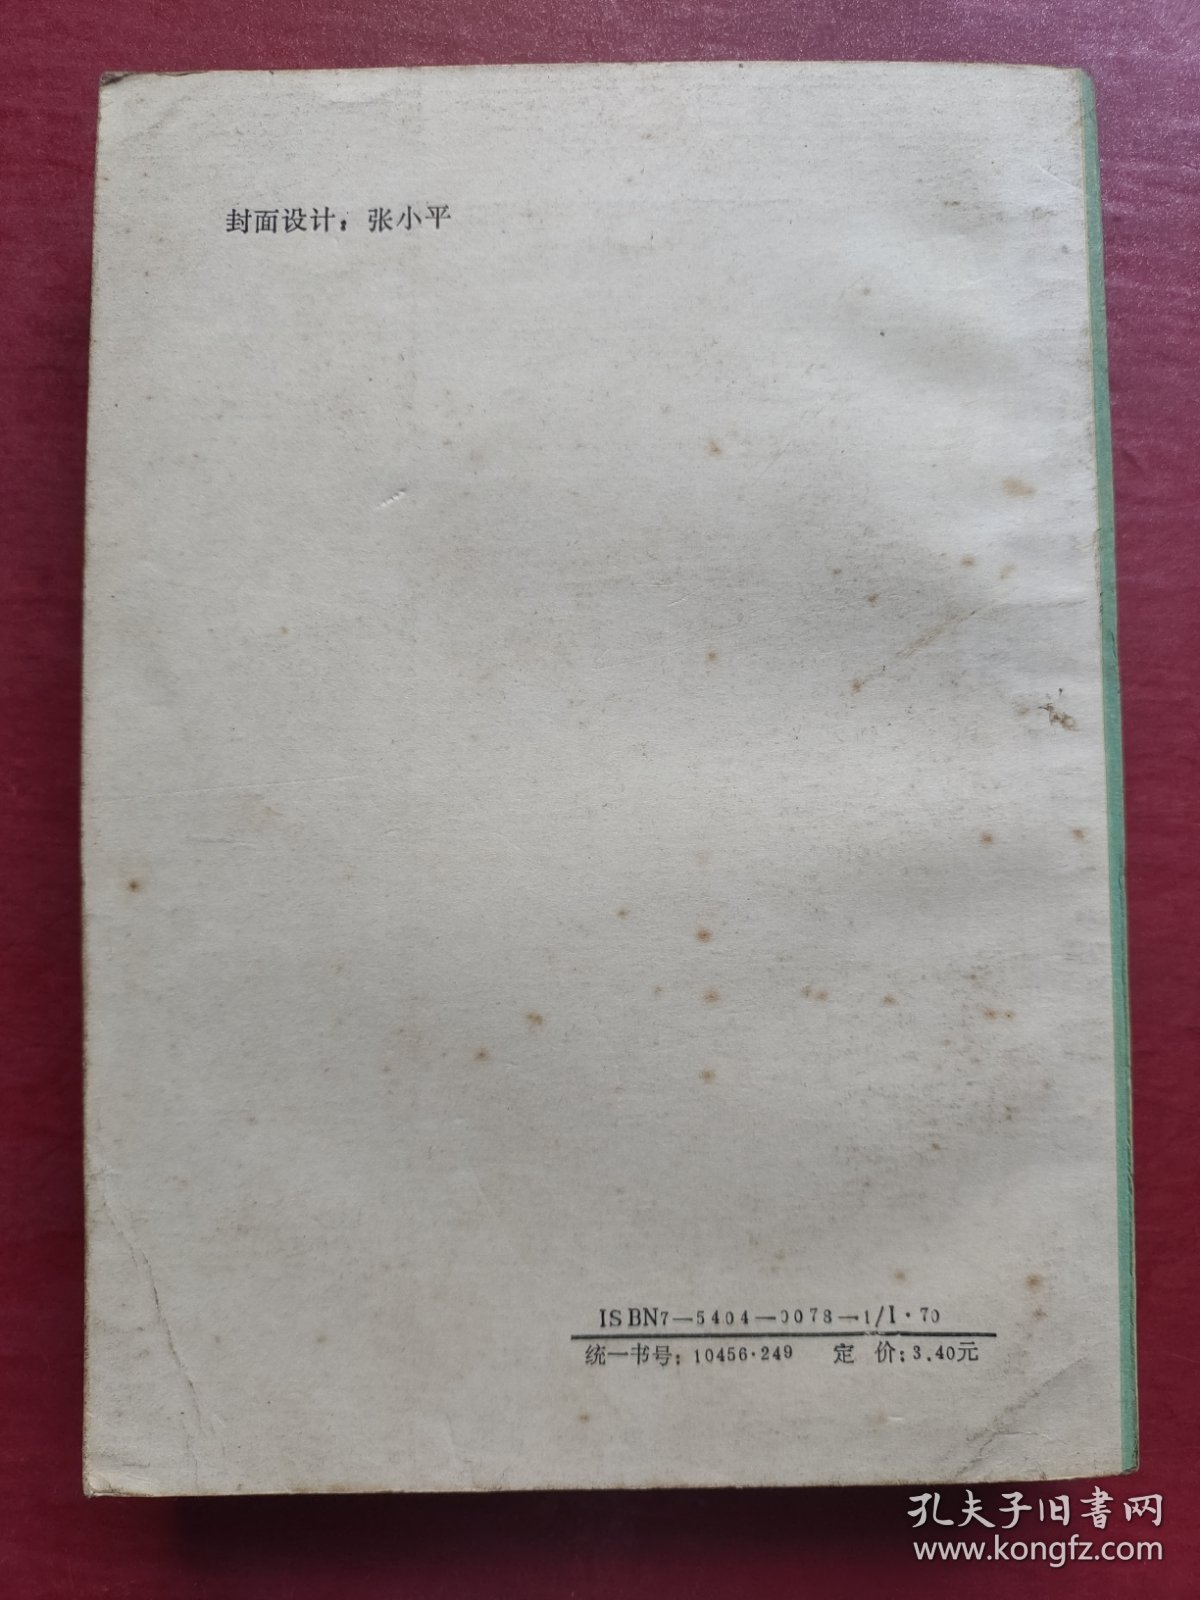 封面设计：张小平
ISBN7—5404—0078—1/I·70
统一书号：10456·249 定价：3.40元
孔夫子旧书网
www.kongfz.com